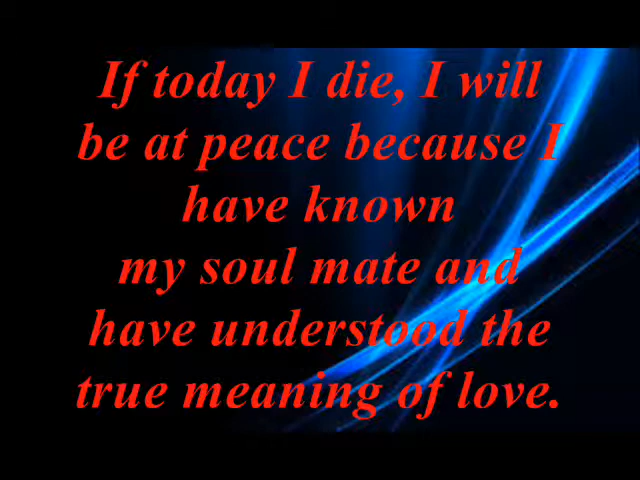 If today I die, I will
be at peace because I
have known
my soul mate and
have understood the
true meaning of love.